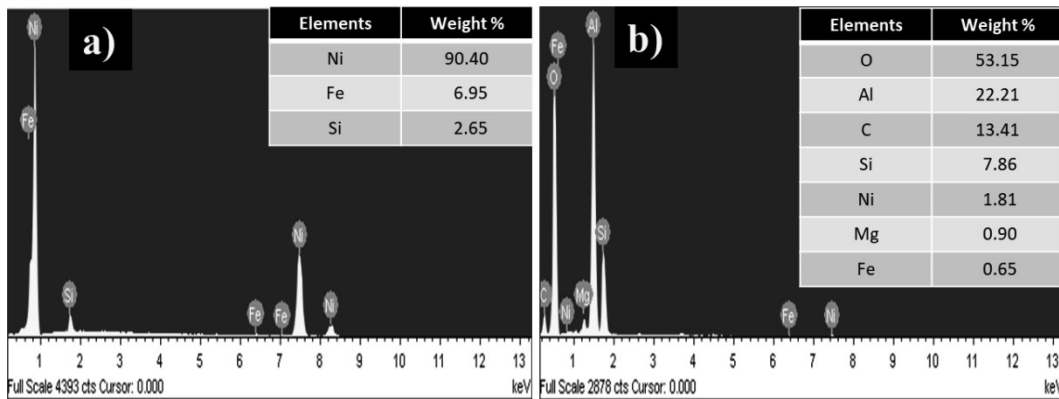 a)
Elements Weight %
Ni 90.40
Fe 6.95
Si 2.65
Ni
Fe
Si
Fe
Fe
Ni
Ni
1 2 3 4 5 6 7 8 9 10 11 12 13
Full Scale 4393 cts Cursor: 0.000 keV
b)
Elements Weight %
O 53.15
Al 22.21
C 13.41
Si 7.86
Ni 1.81
Mg 0.90
Fe 0.65
Fe
O
Al
Si
C
Ni
Mg
Fe
Ni
1 2 3 4 5 6 7 8 9 10 11 12 13
Full Scale 2878 cts Cursor: 0.000 keV